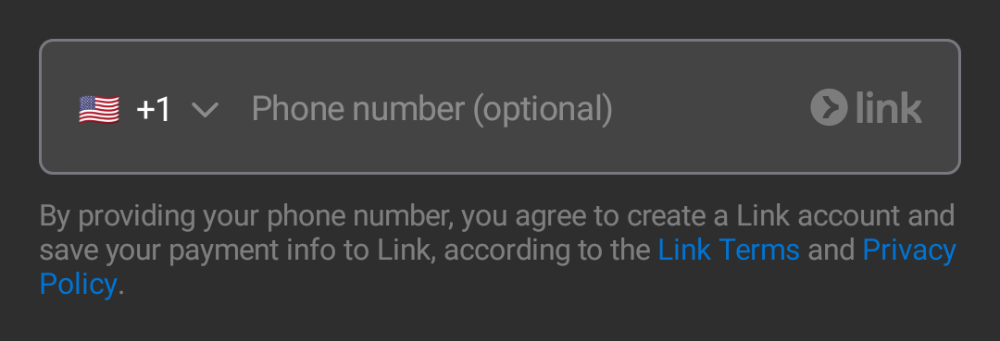 +1 Phone number (optional) link
By providing your phone number, you agree to create a Link account and
save your payment info to Link, according to the Link Terms and Privacy
Policy.